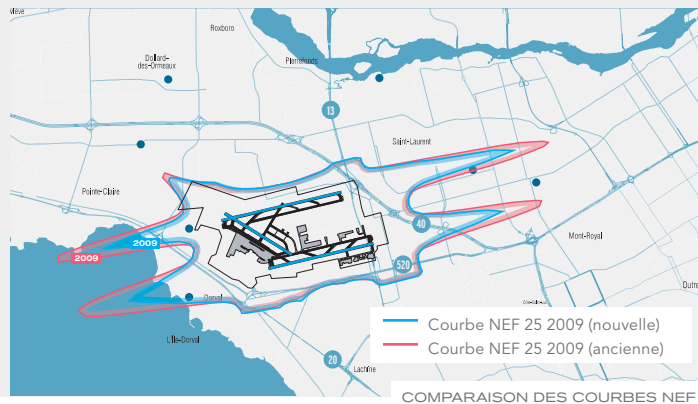 Roxboro
Dollard-
des-Ormeaux
Pierrefonds
13
Saint-Laurent
Pointe-Claire
40
2009
2009
Mont-Royal
520
Dorval
L'Île-Dorval
20
Lachine
Courbe NEF 25 2009 (nouvelle)
Courbe NEF 25 2009 (ancienne)
COMPARAISON DES COURBES NEF